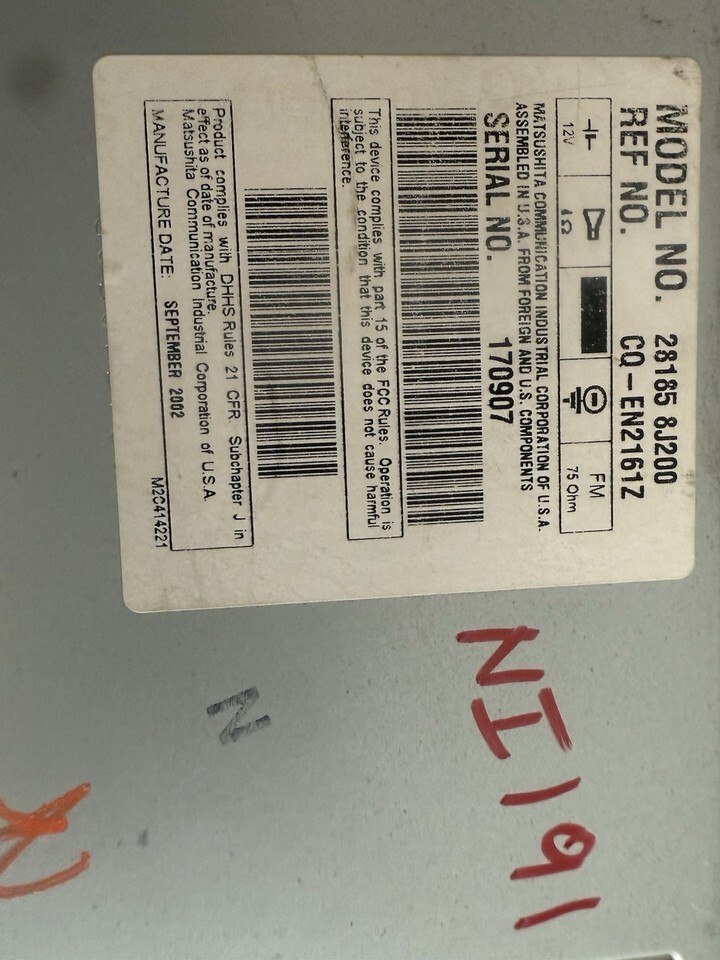 MODEL NO. 28185 8J200
REF NO. CQ-EN2161Z
12V 4Ω FM 75 Ohm
MATSUSHITA COMMUNICATION INDUSTRIAL CORPORATION OF U.S.A.
ASSEMBLED IN U.S.A. FROM FOREIGN AND U.S. COMPONENTS
SERIAL NO. 170907
This device complies with part 15 of the FCC Rules. Operation is
subject to the condition that this device does not cause harmful
interference.
Product complies with DHHS Rules 21 CFR. Subchapter J in
effect as of date of manufacture.
Matsushita Communication Industrial Corporation of U.S.A.
MANUFACTURE DATE: SEPTEMBER 2002
M2C414221
NI191
N